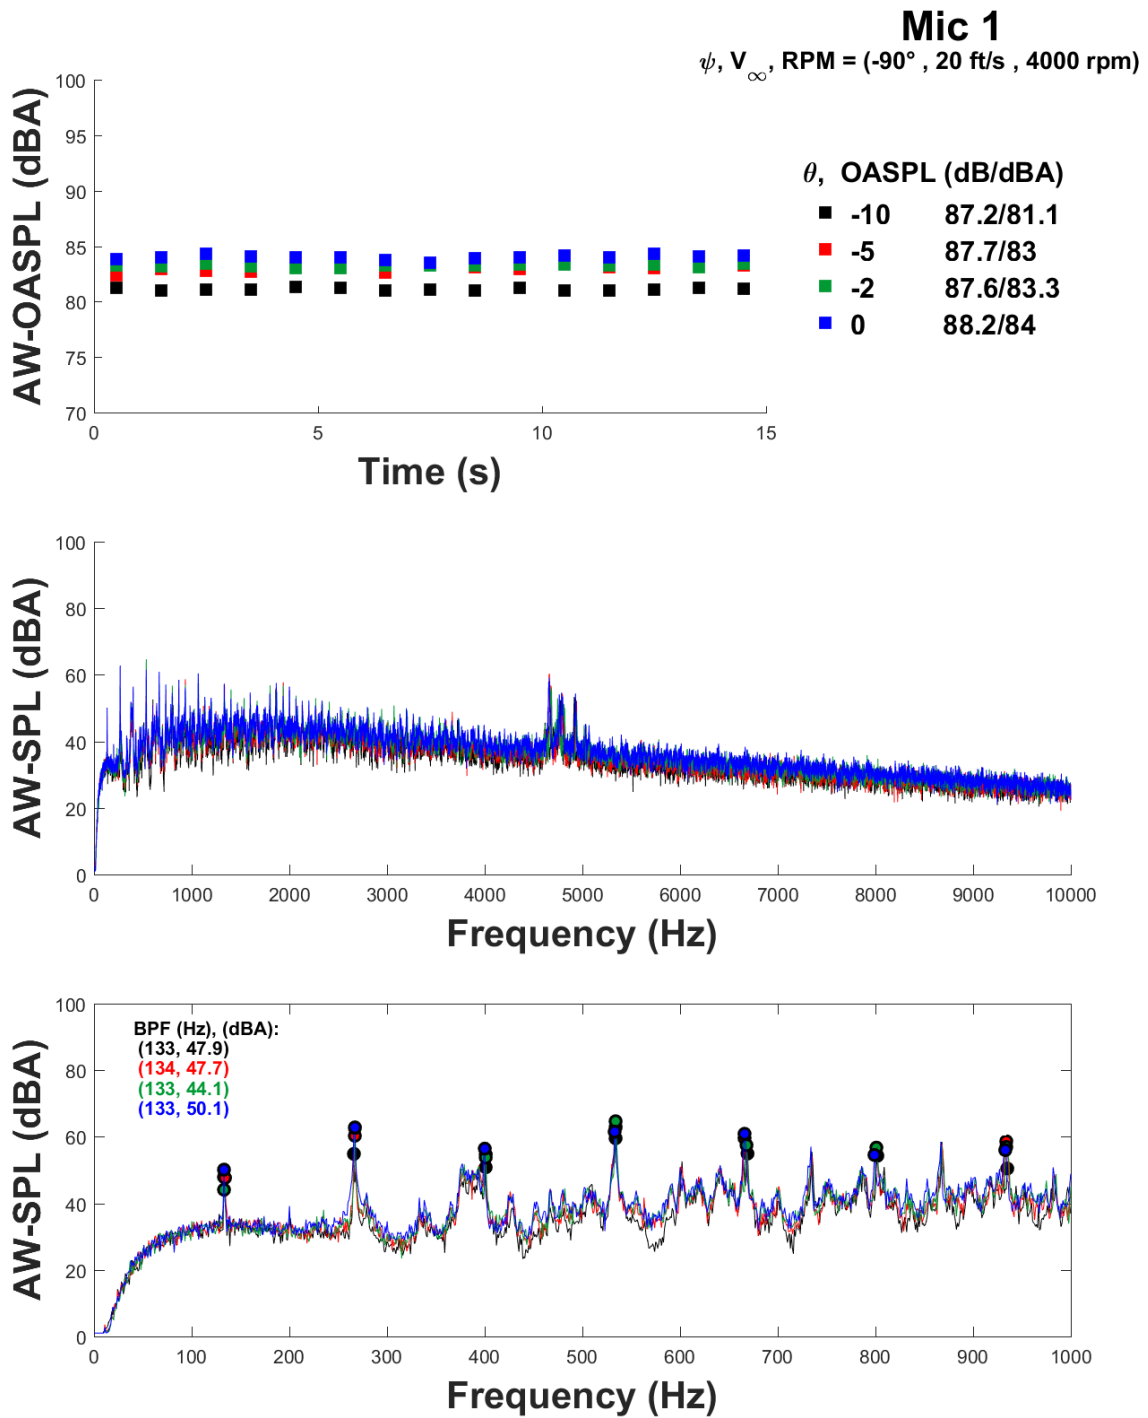 Mic 1
ψ, V∞, RPM = (-90° , 20 ft/s , 4000 rpm)
θ, OASPL (dB/dBA)
-10 87.2/81.1
-5 87.7/83
-2 87.6/83.3
0 88.2/84
AW-OASPL (dBA)
100
95
90
85
80
75
70
0 5 10 15
Time (s)
AW-SPL (dBA)
100
80
60
40
20
0
0 1000 2000 3000 4000 5000 6000 7000 8000 9000 10000
Frequency (Hz)
AW-SPL (dBA)
100
80
60
40
20
0
BPF (Hz), (dBA):
(133, 47.9)
(134, 47.7)
(133, 44.1)
(133, 50.1)
0 100 200 300 400 500 600 700 800 900 1000
Frequency (Hz)